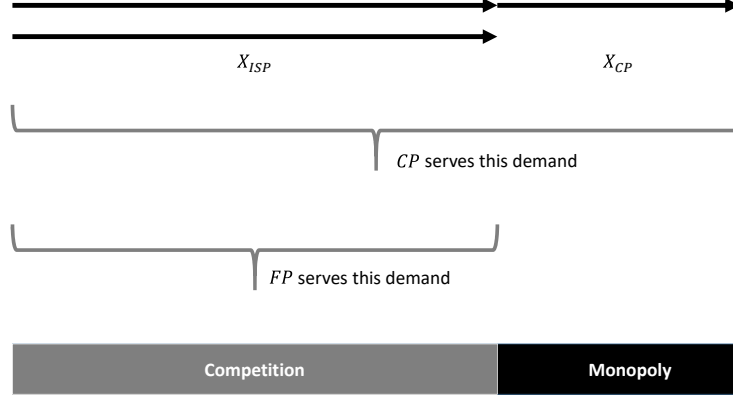 X_ISP X_CP
CP serves this demand
FP serves this demand
Competition Monopoly